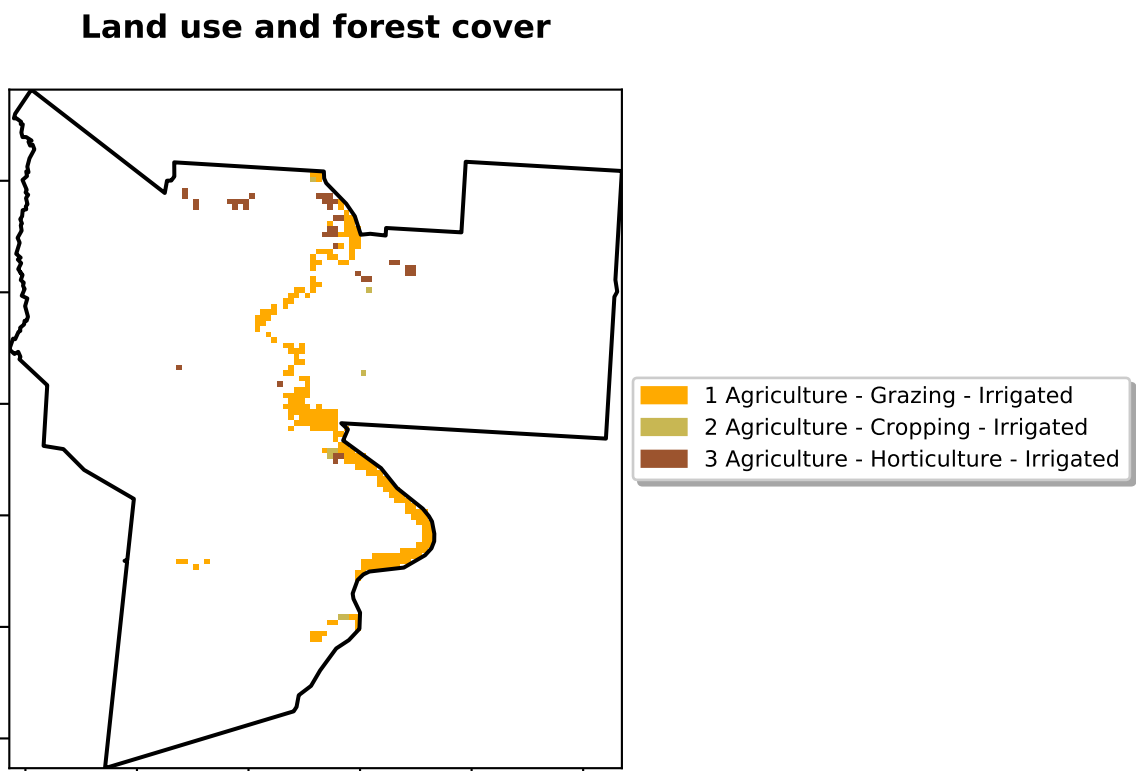 Land use and forest cover
1 Agriculture - Grazing - Irrigated
2 Agriculture - Cropping - Irrigated
3 Agriculture - Horticulture - Irrigated